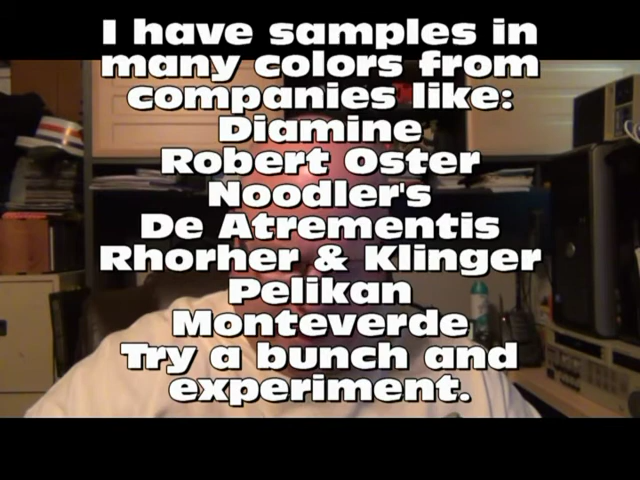 I have samples in
many colors from
companies like:
Diamine
Robert Oster
Noodler's
De Atrementis
Rhorher & Klinger
Pelikan
Monteverde
Try a bunch and
experiment.